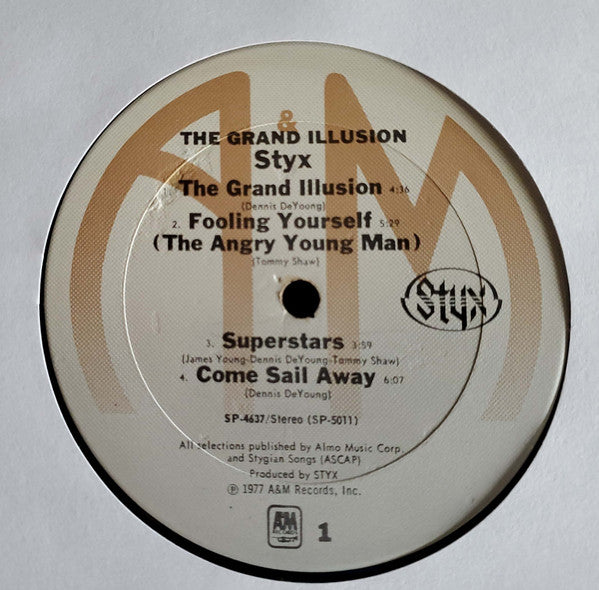 A&M
THE GRAND ILLUSION
Styx
The Grand Illusion 4:36
(Dennis DeYoung)
2. Fooling Yourself 5:29
(The Angry Young Man)
(Tommy Shaw)
Styx
3. Superstars 3:59
(James Young-Dennis DeYoung-Tommy Shaw)
4. Come Sail Away 6:07
(Dennis DeYoung)
SP-4637/Stereo (SP-5011)
All selections published by Almo Music Corp.
and Stygian Songs (ASCAP)
Produced by STYX
℗ 1977 A&M Records, Inc.
A&M
RECORDS
1